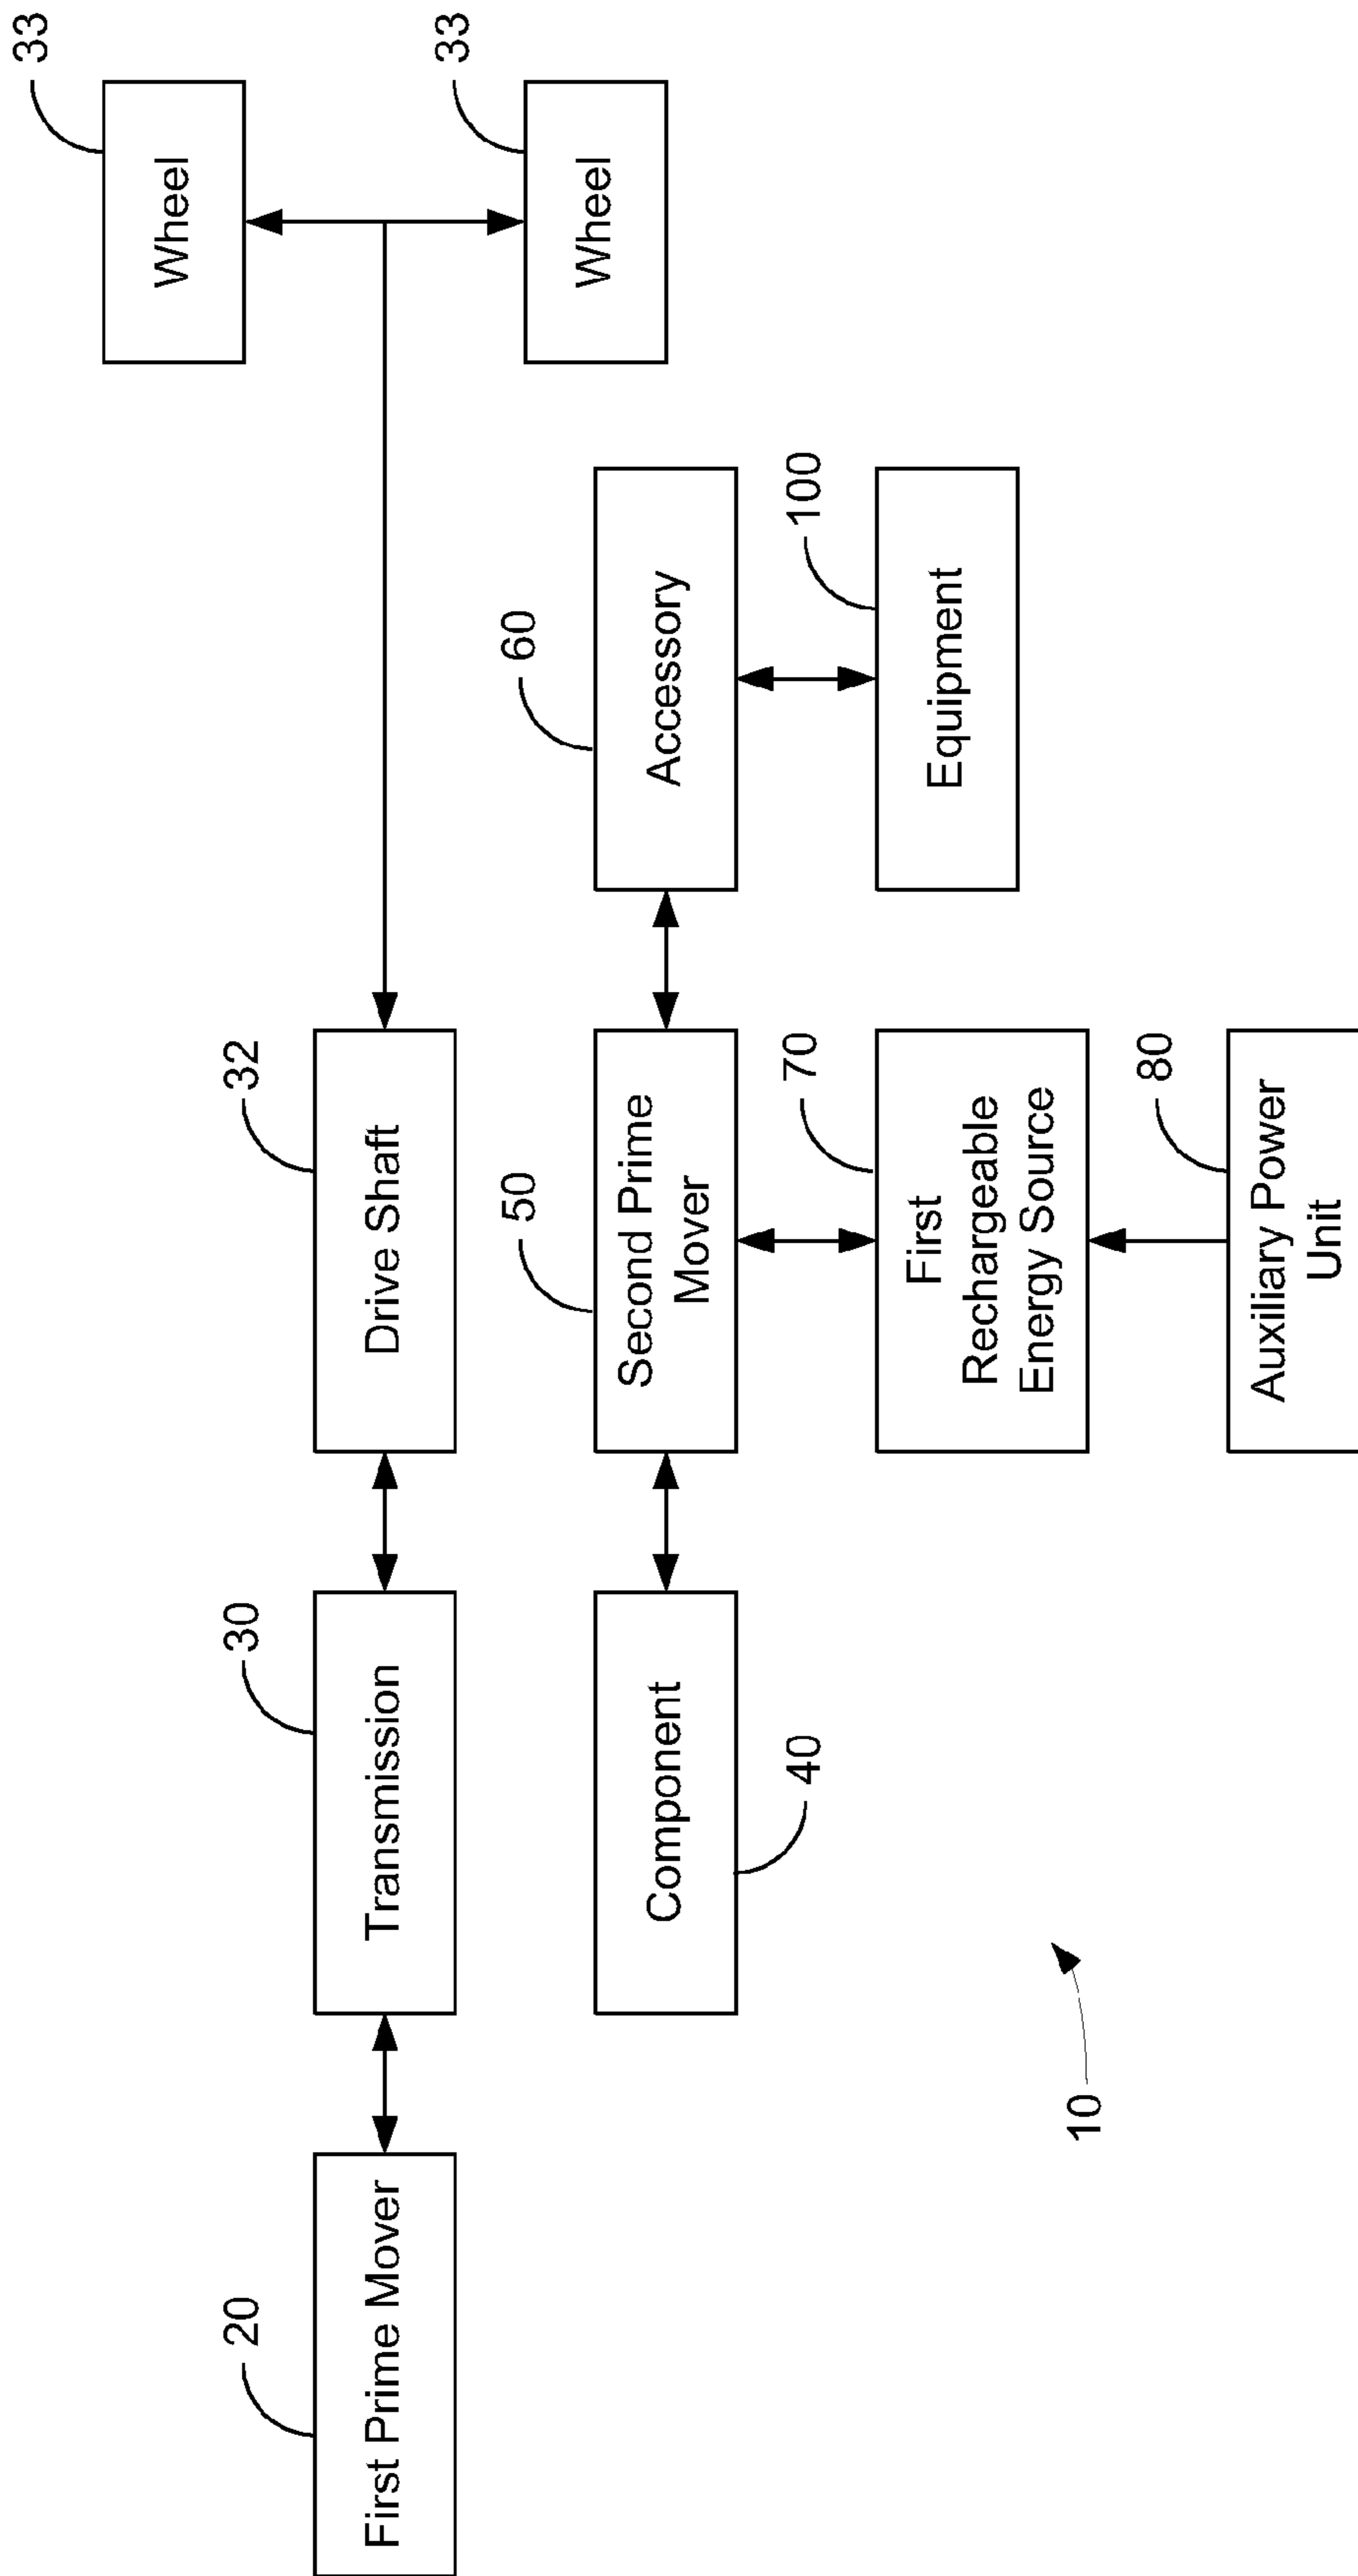 33
Wheel
33
Wheel
20
First Prime Mover
30
Transmission
32
Drive Shaft
40
Component
50
Second Prime
Mover
60
Accessory
100
Equipment
70
First
Rechargeable
Energy Source
80
Auxiliary Power
Unit
10